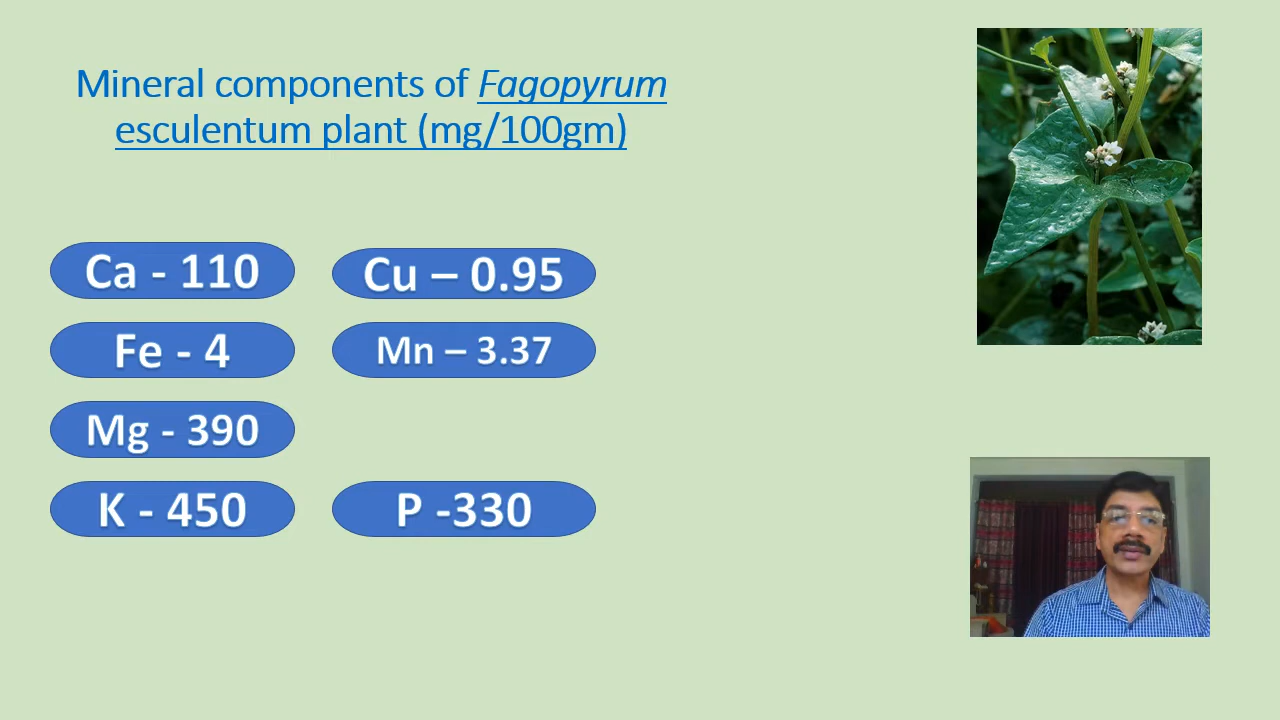 Mineral components of Fagopyrum
esculentum plant (mg/100gm)
Ca - 110
Cu – 0.95
Fe - 4
Mn – 3.37
Mg - 390
K - 450
P -330